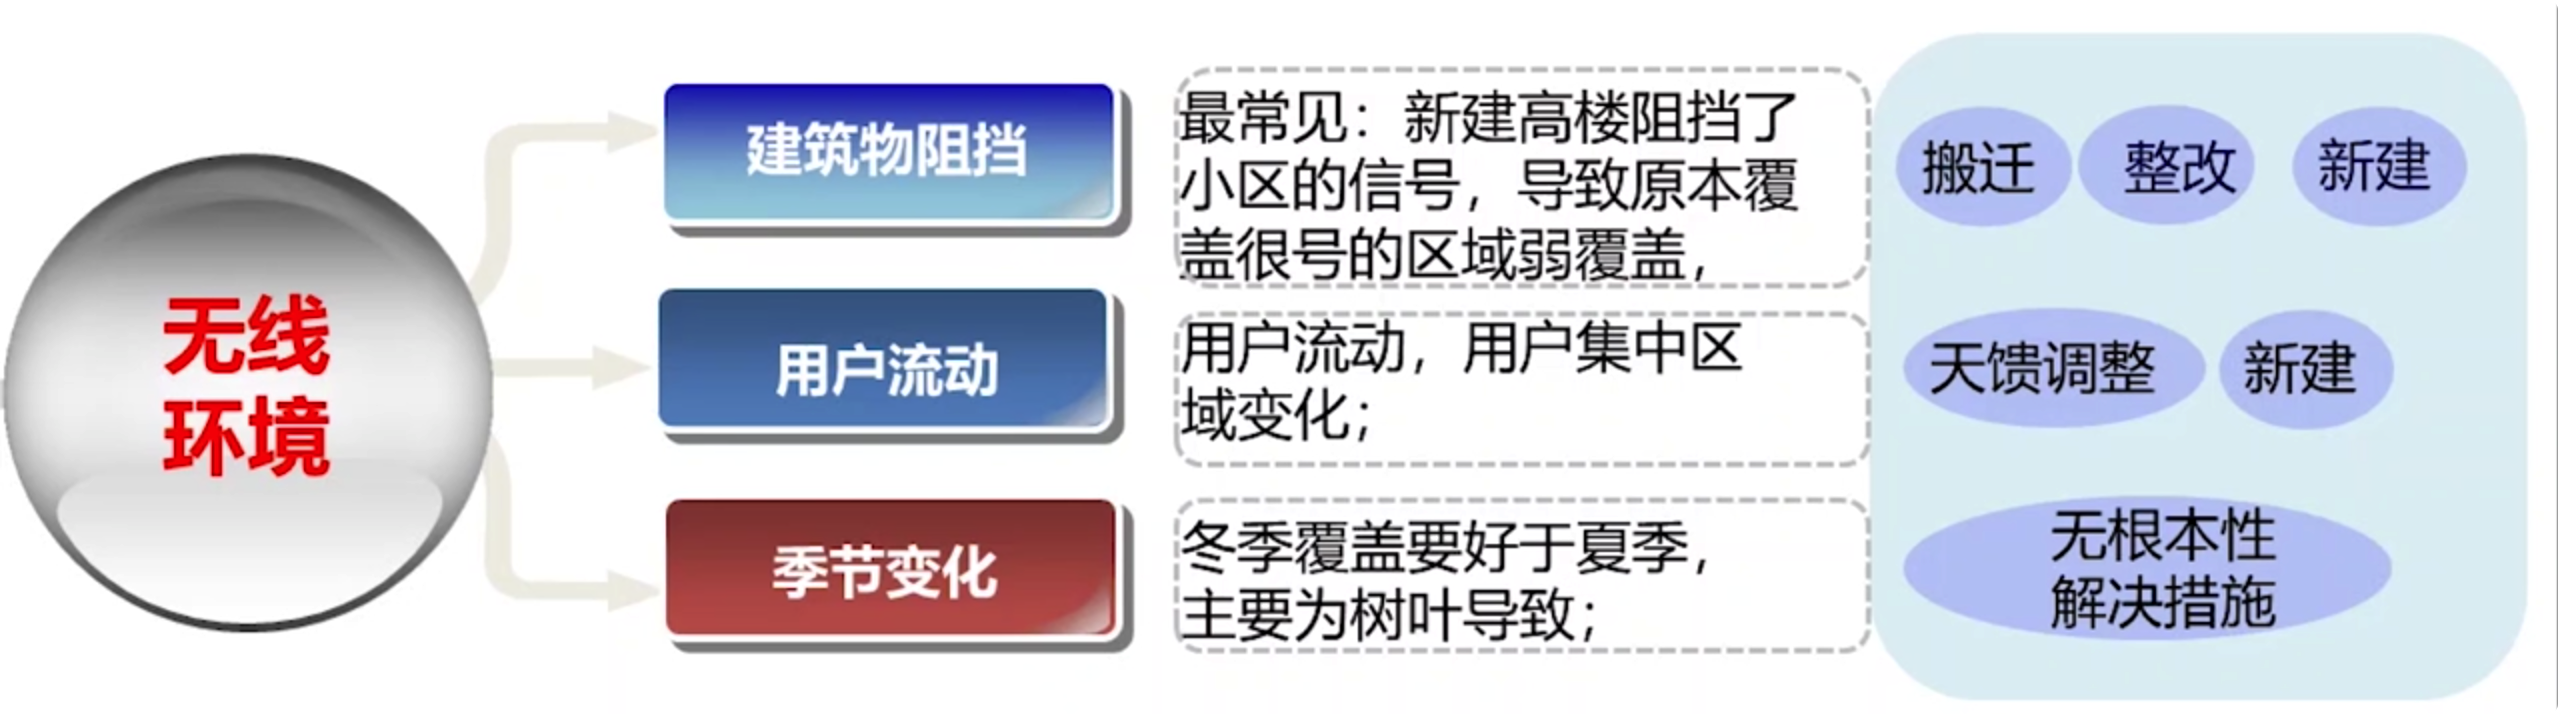 无线
环境
建筑物阻挡
最常见：新建高楼阻挡了
小区的信号，导致原本覆
盖很号的区域弱覆盖，
搬迁 整改 新建
用户流动
用户流动，用户集中区
域变化；
天馈调整 新建
季节变化
冬季覆盖要好于夏季，
主要为树叶导致；
无根本性
解决措施